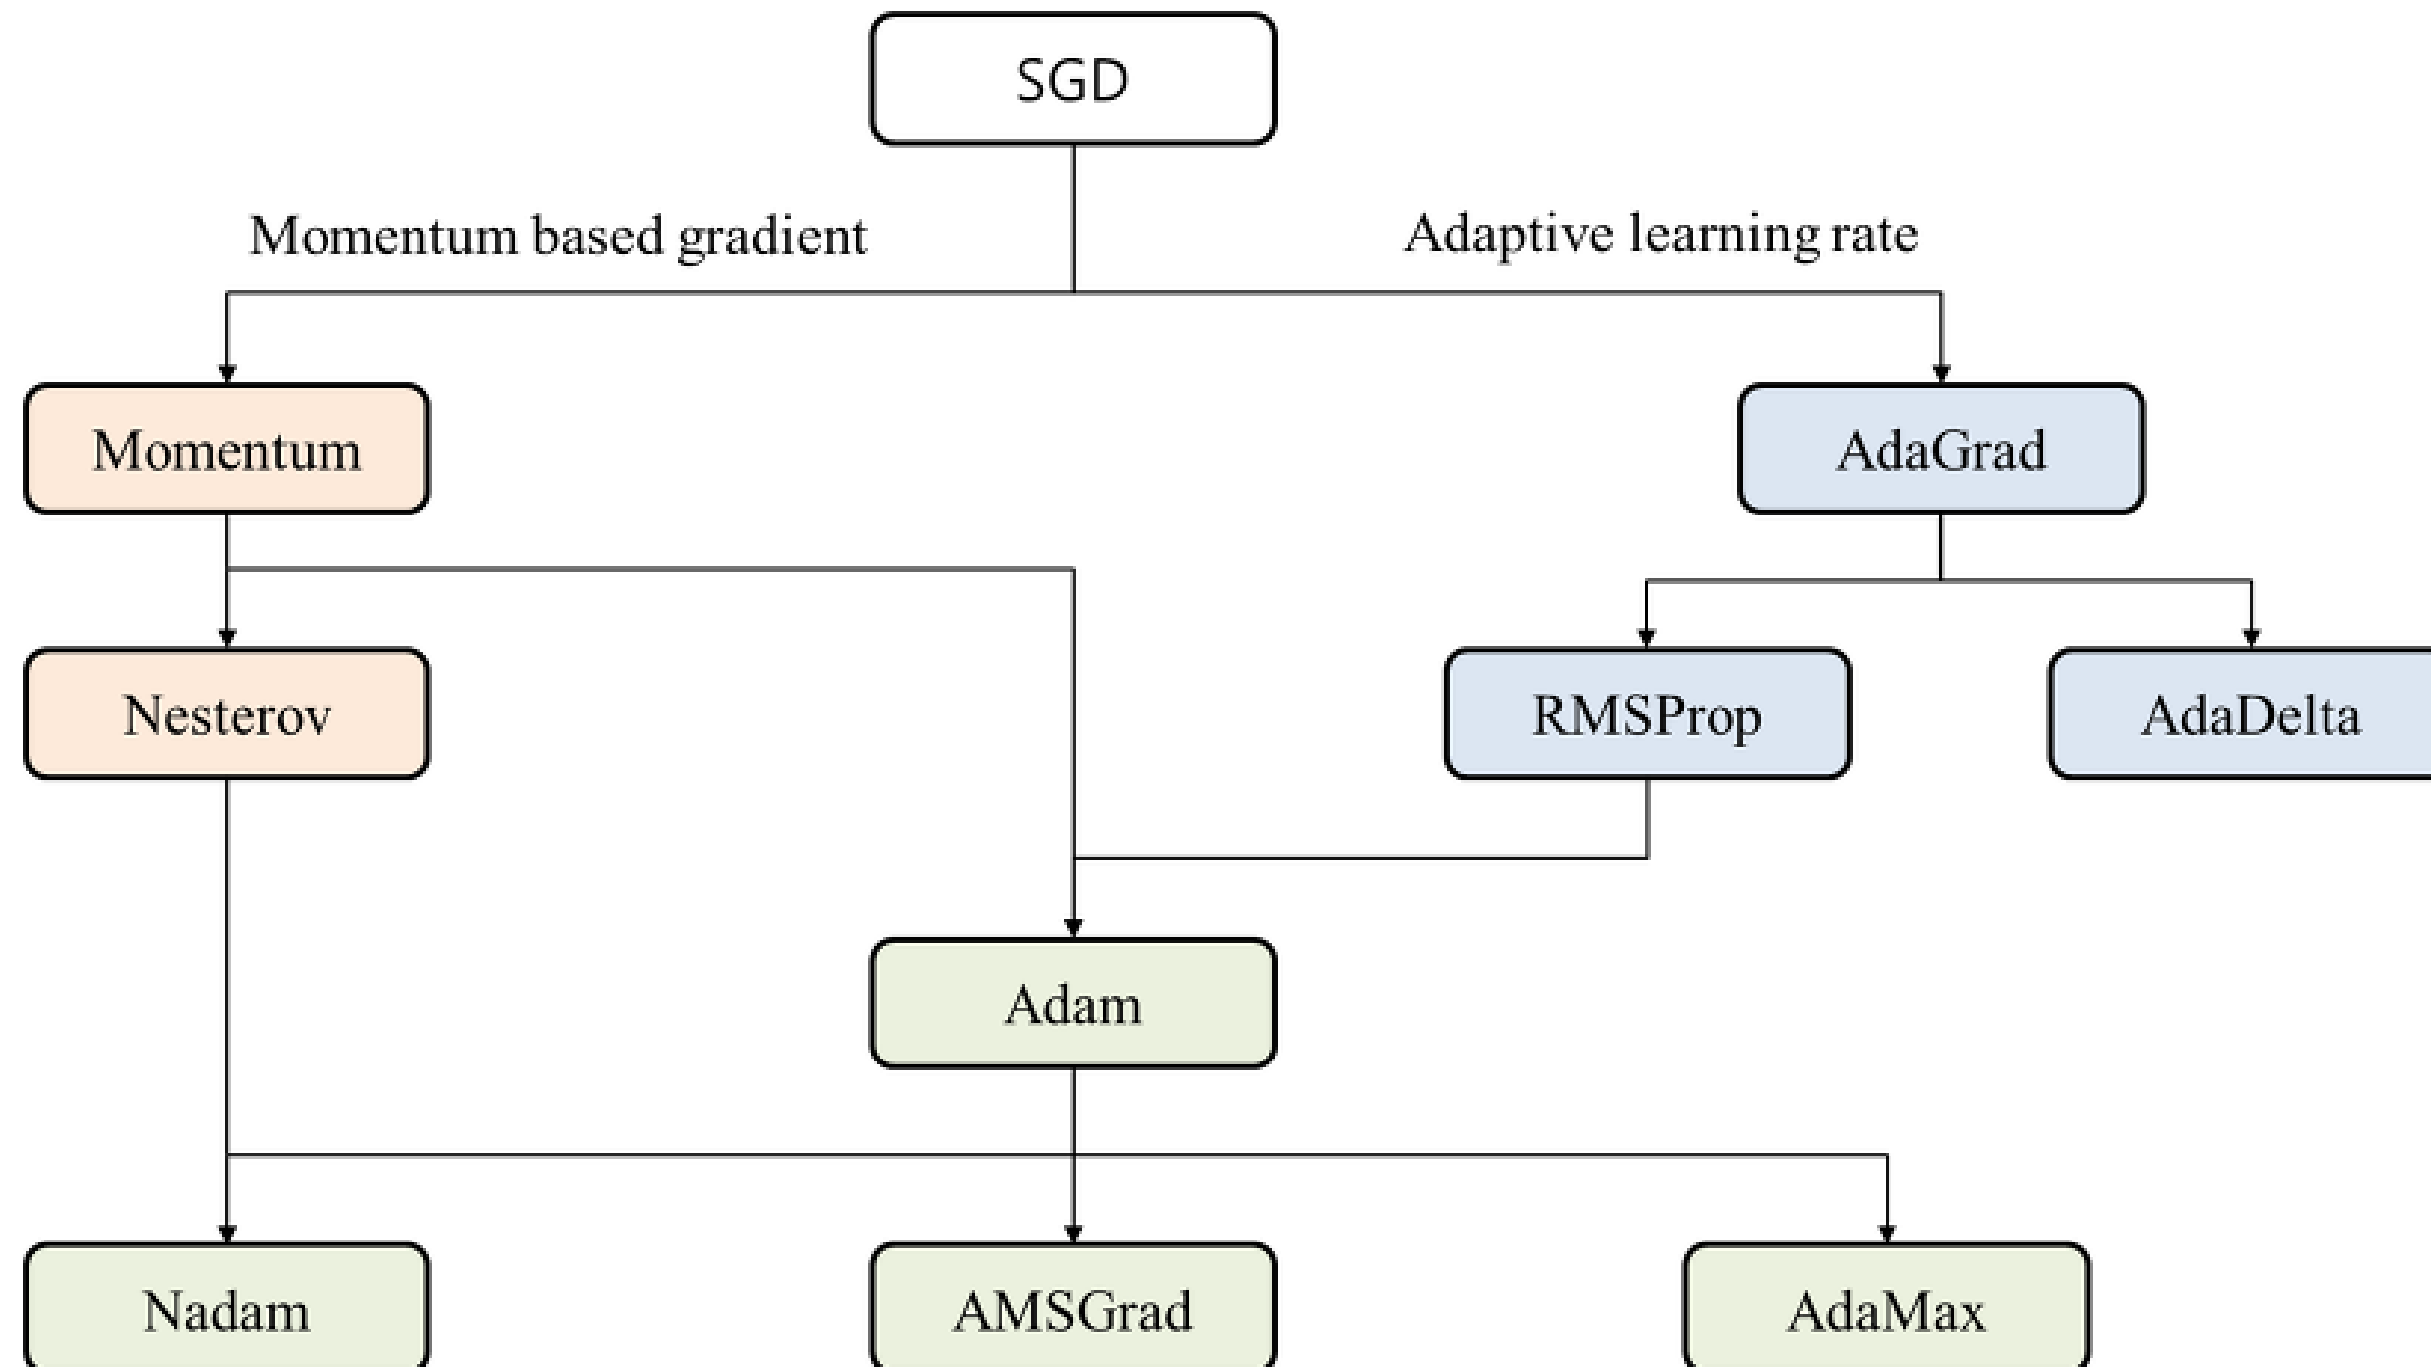 SGD
Momentum based gradient
Adaptive learning rate
Momentum
AdaGrad
Nesterov
RMSProp
AdaDelta
Adam
Nadam
AMSGrad
AdaMax